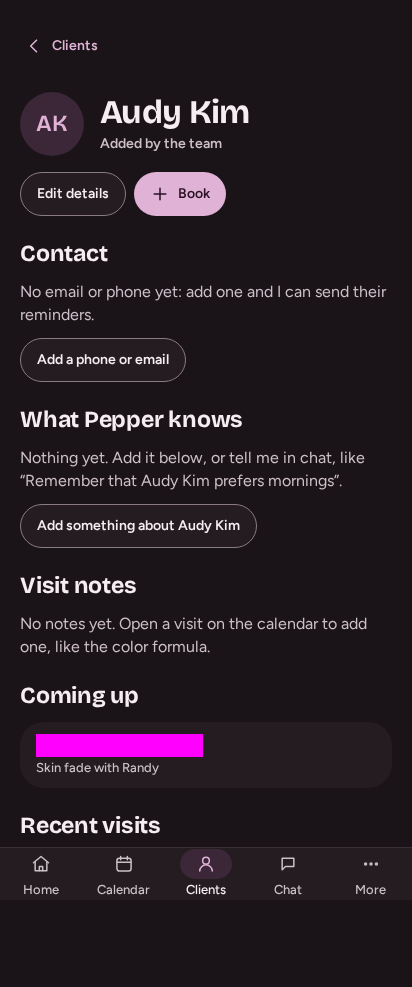 Clients
AK
Audy Kim
Added by the team
Edit details
Book
Contact
No email or phone yet: add one and I can send their
reminders.
Add a phone or email
What Pepper knows
Nothing yet. Add it below, or tell me in chat, like
“Remember that Audy Kim prefers mornings”.
Add something about Audy Kim
Visit notes
No notes yet. Open a visit on the calendar to add
one, like the color formula.
Coming up
Skin fade with Randy
Recent visits
Home
Calendar
Clients
Chat
More